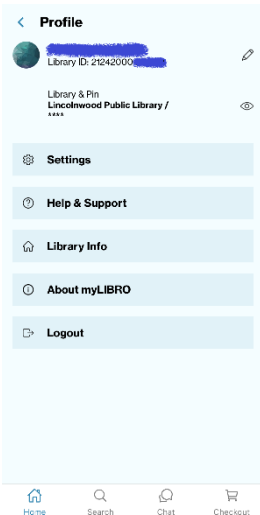 Profile
Library ID: 21242000
Library & Pin
Lincolnwood Public Library /
****
Settings
Help & Support
Library Info
About myLIBRO
Logout
Home Search Chat Checkout